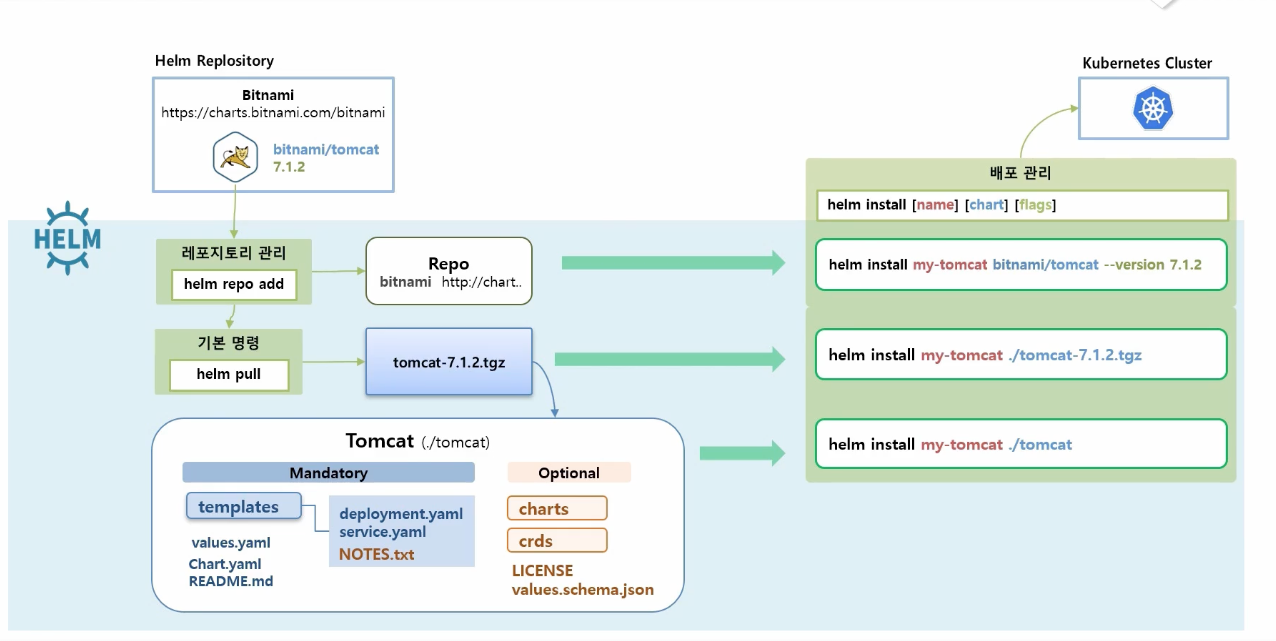 Helm Replository
Bitnami
https://charts.bitnami.com/bitnami
bitnami/tomcat
7.1.2
Kubernetes Cluster
배포 관리
helm install [name] [chart] [flags]
HELM
레포지토리 관리
helm repo add
Repo
bitnami http://chart..
helm install my-tomcat bitnami/tomcat --version 7.1.2
기본 명령
helm pull
tomcat-7.1.2.tgz
helm install my-tomcat ./tomcat-7.1.2.tgz
Tomcat (./tomcat)
helm install my-tomcat ./tomcat
Mandatory
templates
deployment.yaml
service.yaml
NOTES.txt
values.yaml
Chart.yaml
README.md
Optional
charts
crds
LICENSE
values.schema.json